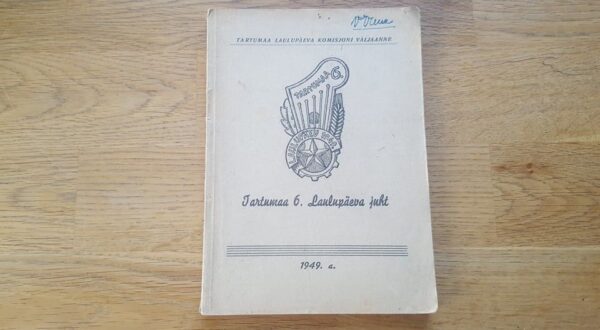 TARTUMAA LAULUPÄEVA KOMISJONI VÄLJAANNE
TARTUMAA 6.
Tartumaa 6. Laulupäeva juht
1949. a.